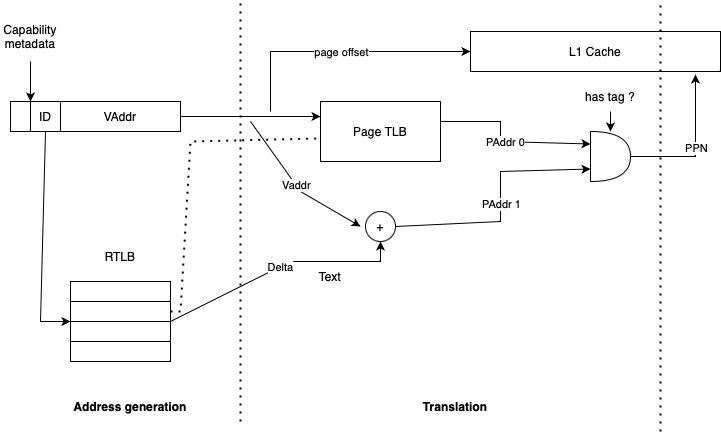 Capability
metadata
page offset
L1 Cache
has tag ?
ID
VAddr
Page TLB
PAddr 0
PPN
Vaddr
PAddr 1
+
RTLB
Delta
Text
Address generation
Translation